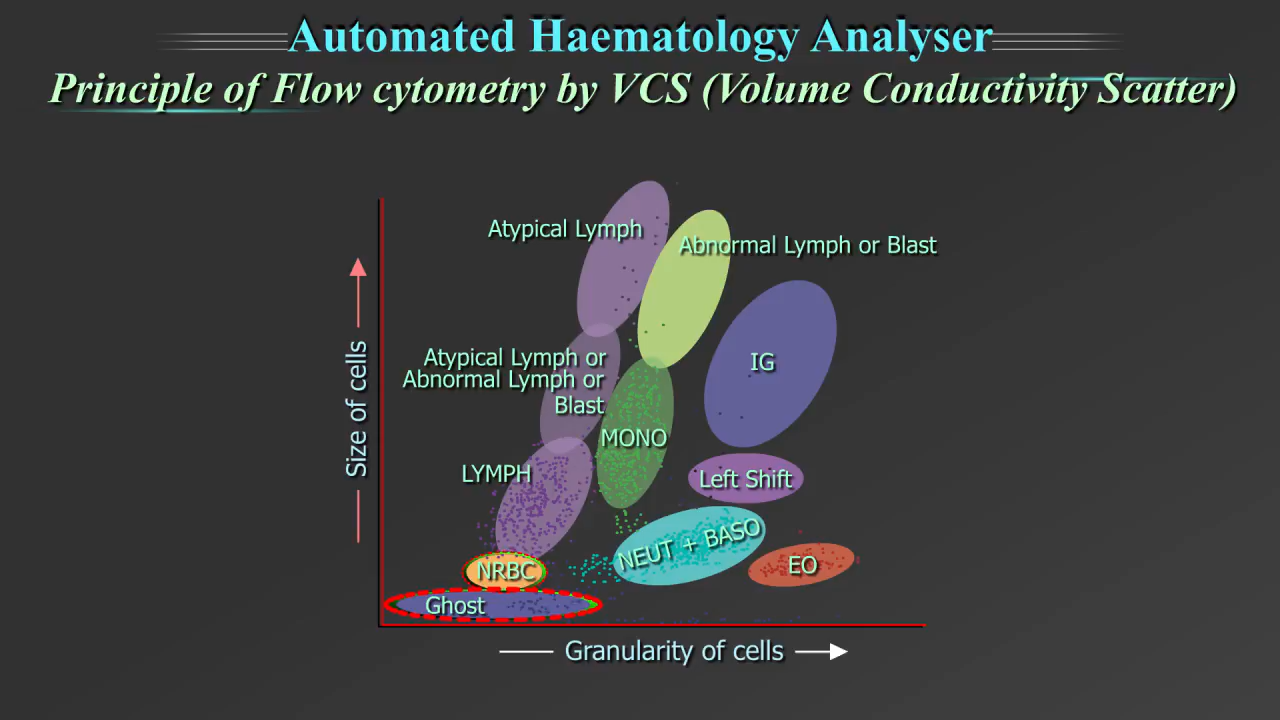 Automated Haematology Analyser
Principle of Flow cytometry by VCS (Volume Conductivity Scatter)
Atypical Lymph
Abnormal Lymph or Blast
Atypical Lymph or
Abnormal Lymph or
Blast
IG
MONO
LYMPH
Left Shift
NEUT + BASO
EO
NRBC
Ghost
Size of cells
Granularity of cells